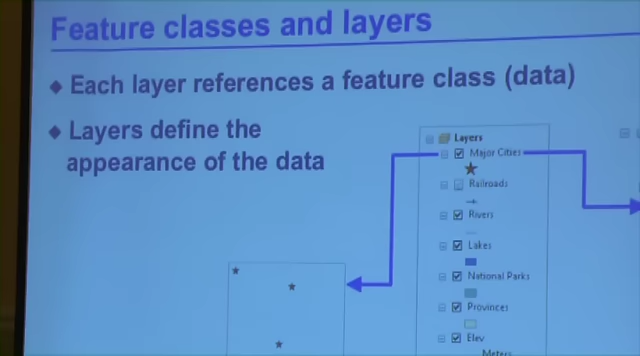 Feature classes and layers
Each layer references a feature class (data)
Layers define the
appearance of the data
Layers
Major Cities
Railroads
Rivers
Lakes
National Parks
Provinces
Elev
Meters